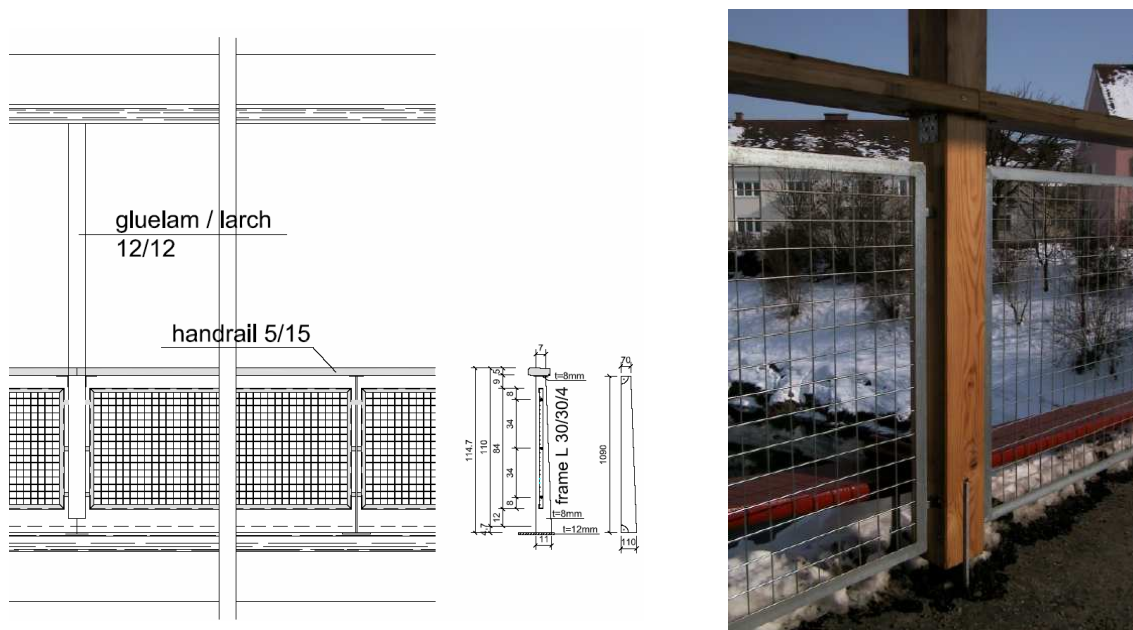 gluelam / larch
12/12
handrail 5/15
7
5
9
t=8mm
8
34
34
8
12
4.7
84
110
114.7
frame L 30/30/4
t=8mm
t=12mm
11
70
1090
110